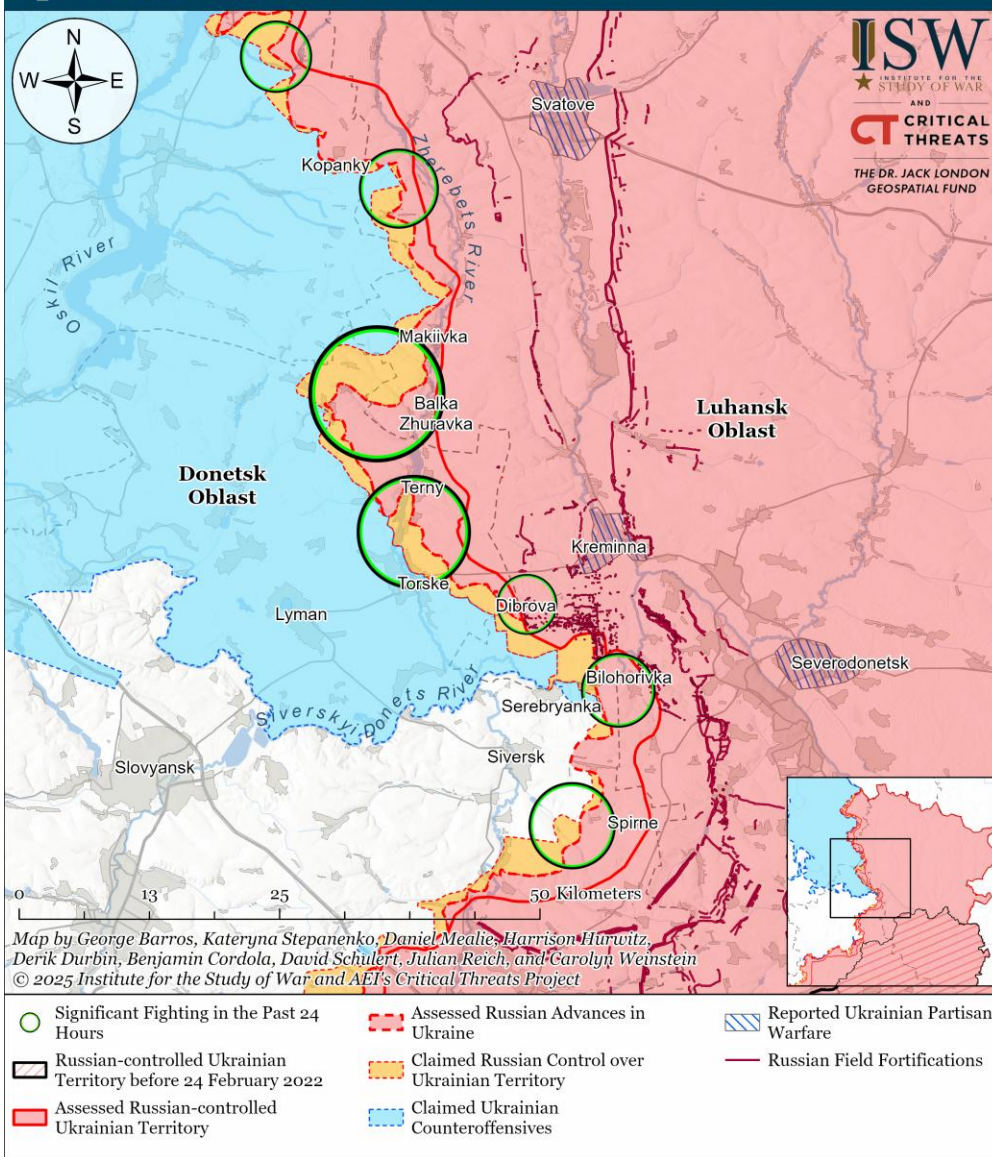 N
W E
S
ISW
INSTITUTE FOR THE
STUDY OF WAR
AND
CT CRITICAL
THREATS
THE DR. JACK LONDON
GEOSPATIAL FUND
Svatove
Kopanky
Zherebets River
Oskil River
Makiivka
Balka
Zhuravka
Luhansk
Oblast
Donetsk
Oblast
Terny
Kreminna
Torske
Dibrova
Lyman
Severodonetsk
Bilohorivka
Serebryanka
Siverskyi Donets River
Siversk
Slovyansk
Spirne
0 13 25 50 Kilometers
Map by George Barros, Kateryna Stepanenko, Daniel Mealie, Harrison Hurwitz,
Derik Durbin, Benjamin Cordola, David Schulert, Julian Reich, and Carolyn Weinstein
© 2025 Institute for the Study of War and AEI's Critical Threats Project
Significant Fighting in the Past 24
Hours
Russian-controlled Ukrainian
Territory before 24 February 2022
Assessed Russian-controlled
Ukrainian Territory
Assessed Russian Advances in
Ukraine
Claimed Russian Control over
Ukrainian Territory
Claimed Ukrainian
Counteroffensives
Reported Ukrainian Partisan
Warfare
Russian Field Fortifications